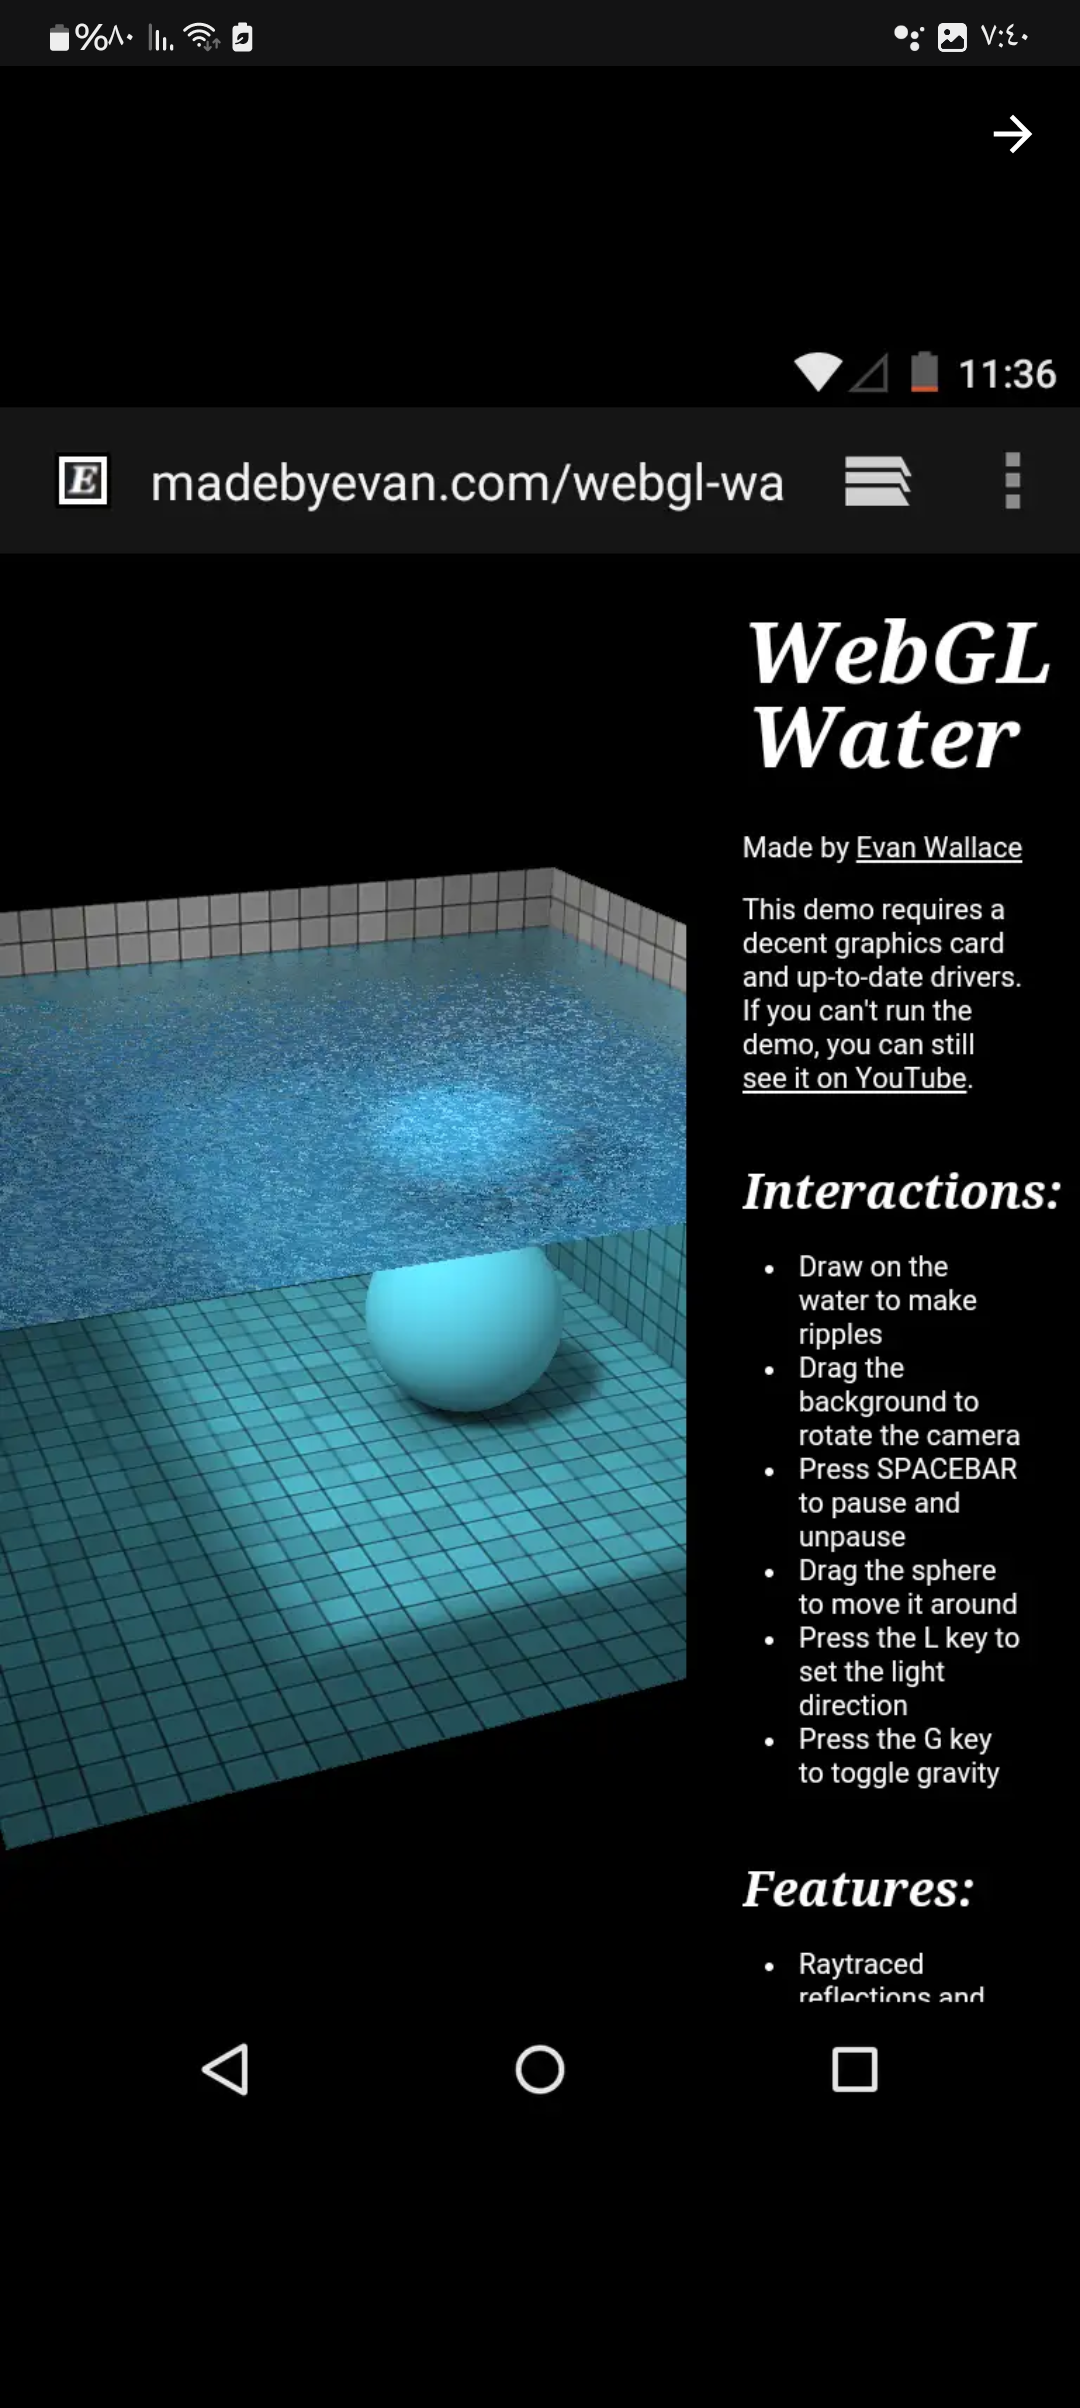 %٨٠
٧:٤٠
11:36
E
madebyevan.com/webgl-wa
WebGL
Water
Made by Evan Wallace
This demo requires a
decent graphics card
and up-to-date drivers.
If you can't run the
demo, you can still
see it on YouTube.
Interactions:
• Draw on the
water to make
ripples
• Drag the
background to
rotate the camera
• Press SPACEBAR
to pause and
unpause
• Drag the sphere
to move it around
• Press the L key to
set the light
direction
• Press the G key
to toggle gravity
Features:
• Raytraced
reflections and